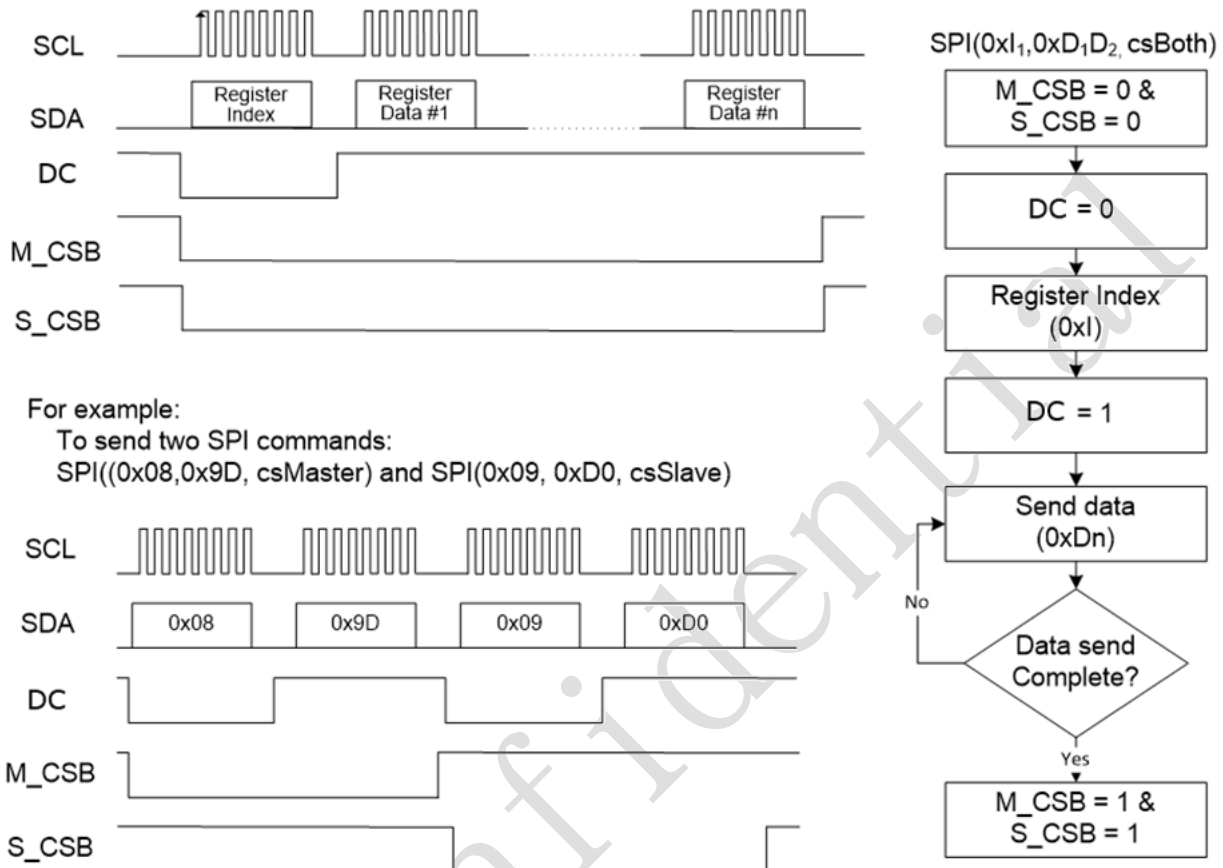 SCL
SDA
Register Index
Register Data #1
Register Data #n
DC
M_CSB
S_CSB
For example:
To send two SPI commands:
SPI((0x08,0x9D, csMaster) and SPI(0x09, 0xD0, csSlave)
SCL
SDA
0x08
0x9D
0x09
0xD0
DC
M_CSB
S_CSB
SPI(0xI₁,0xD₁D₂, csBoth)
M_CSB = 0 &
S_CSB = 0
DC = 0
Register Index
(0xI)
DC = 1
Send data
(0xDn)
No
Data send
Complete?
Yes
M_CSB = 1 &
S_CSB = 1
nfidential